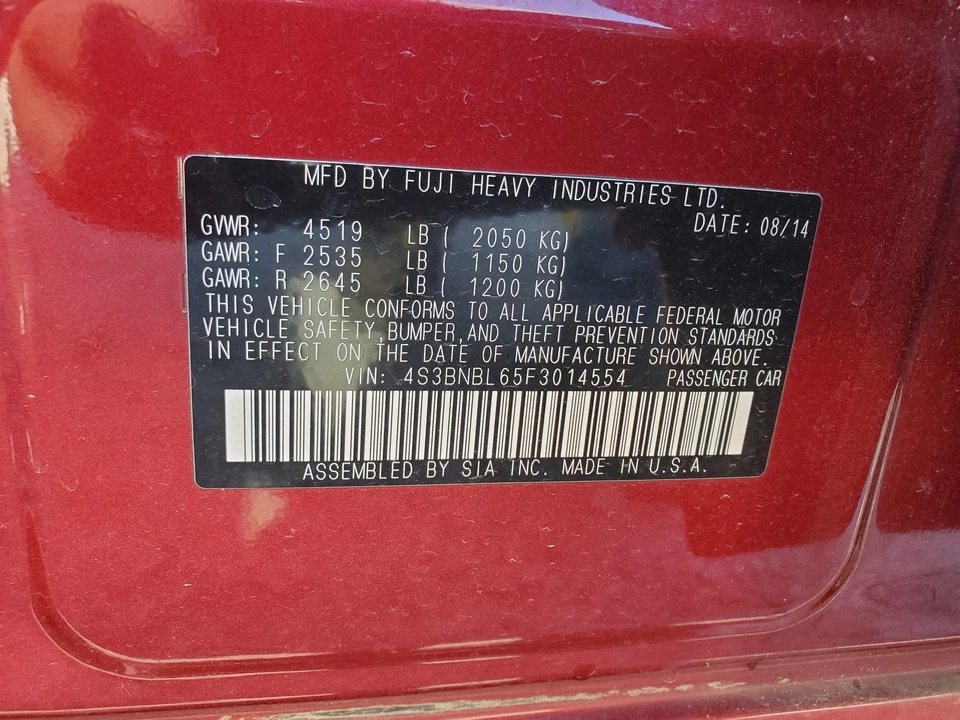 MFD BY FUJI HEAVY INDUSTRIES LTD.
DATE: 08/14
GVWR: 4519 LB ( 2050 KG)
GAWR: F 2535 LB ( 1150 KG)
GAWR: R 2645 LB ( 1200 KG)
THIS VEHICLE CONFORMS TO ALL APPLICABLE FEDERAL MOTOR
VEHICLE SAFETY, BUMPER, AND THEFT PREVENTION STANDARDS
IN EFFECT ON THE DATE OF MANUFACTURE SHOWN ABOVE.
VIN: 4S3BNBL65F3014554 PASSENGER CAR
ASSEMBLED BY SIA INC. MADE IN U.S.A.